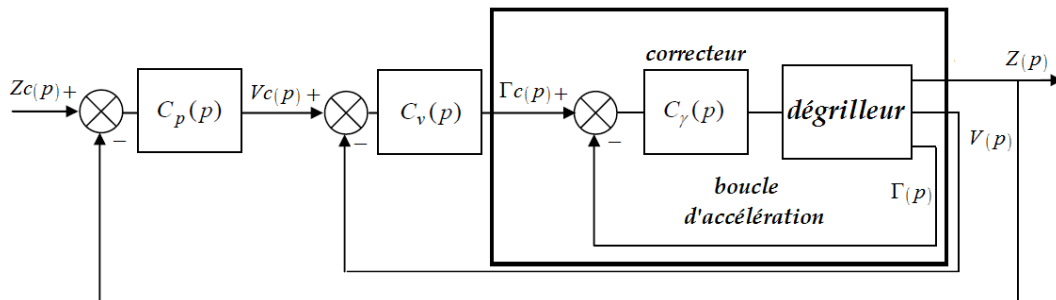 correcteur
Zc(p) +
−
C_p(p)
Vc(p) +
−
C_v(p)
Γc(p) +
−
C_γ(p)
dégrilleur
Z(p)
V(p)
Γ(p)
boucle
d'accélération